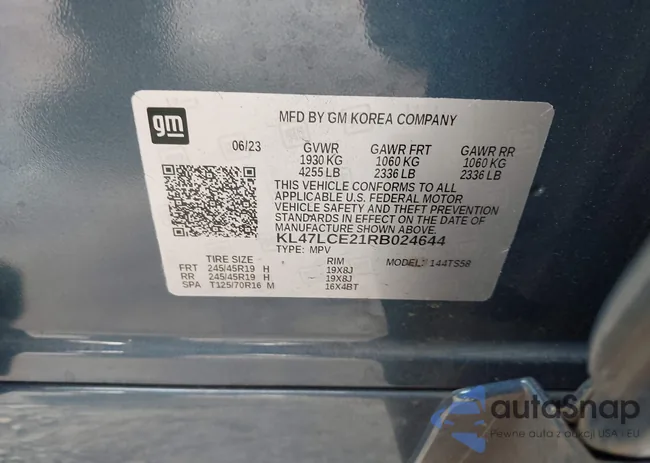 gm
MFD BY GM KOREA COMPANY
06/23 GVWR GAWR FRT GAWR RR
1930 KG 1060 KG 1060 KG
4255 LB 2336 LB 2336 LB
THIS VEHICLE CONFORMS TO ALL
APPLICABLE U.S. FEDERAL MOTOR
VEHICLE SAFETY AND THEFT PREVENTION
STANDARDS IN EFFECT ON THE DATE OF
MANUFACTURE SHOWN ABOVE.
KL47LCE21RB024644
TYPE: MPV
TIRE SIZE RIM MODEL: 144TS58
FRT 245/45R19 H 19X8J
RR 245/45R19 H 19X8J
SPA T125/70R16 M 16X4BT
autoSnap
Pewne auta z aukcji USA - EU